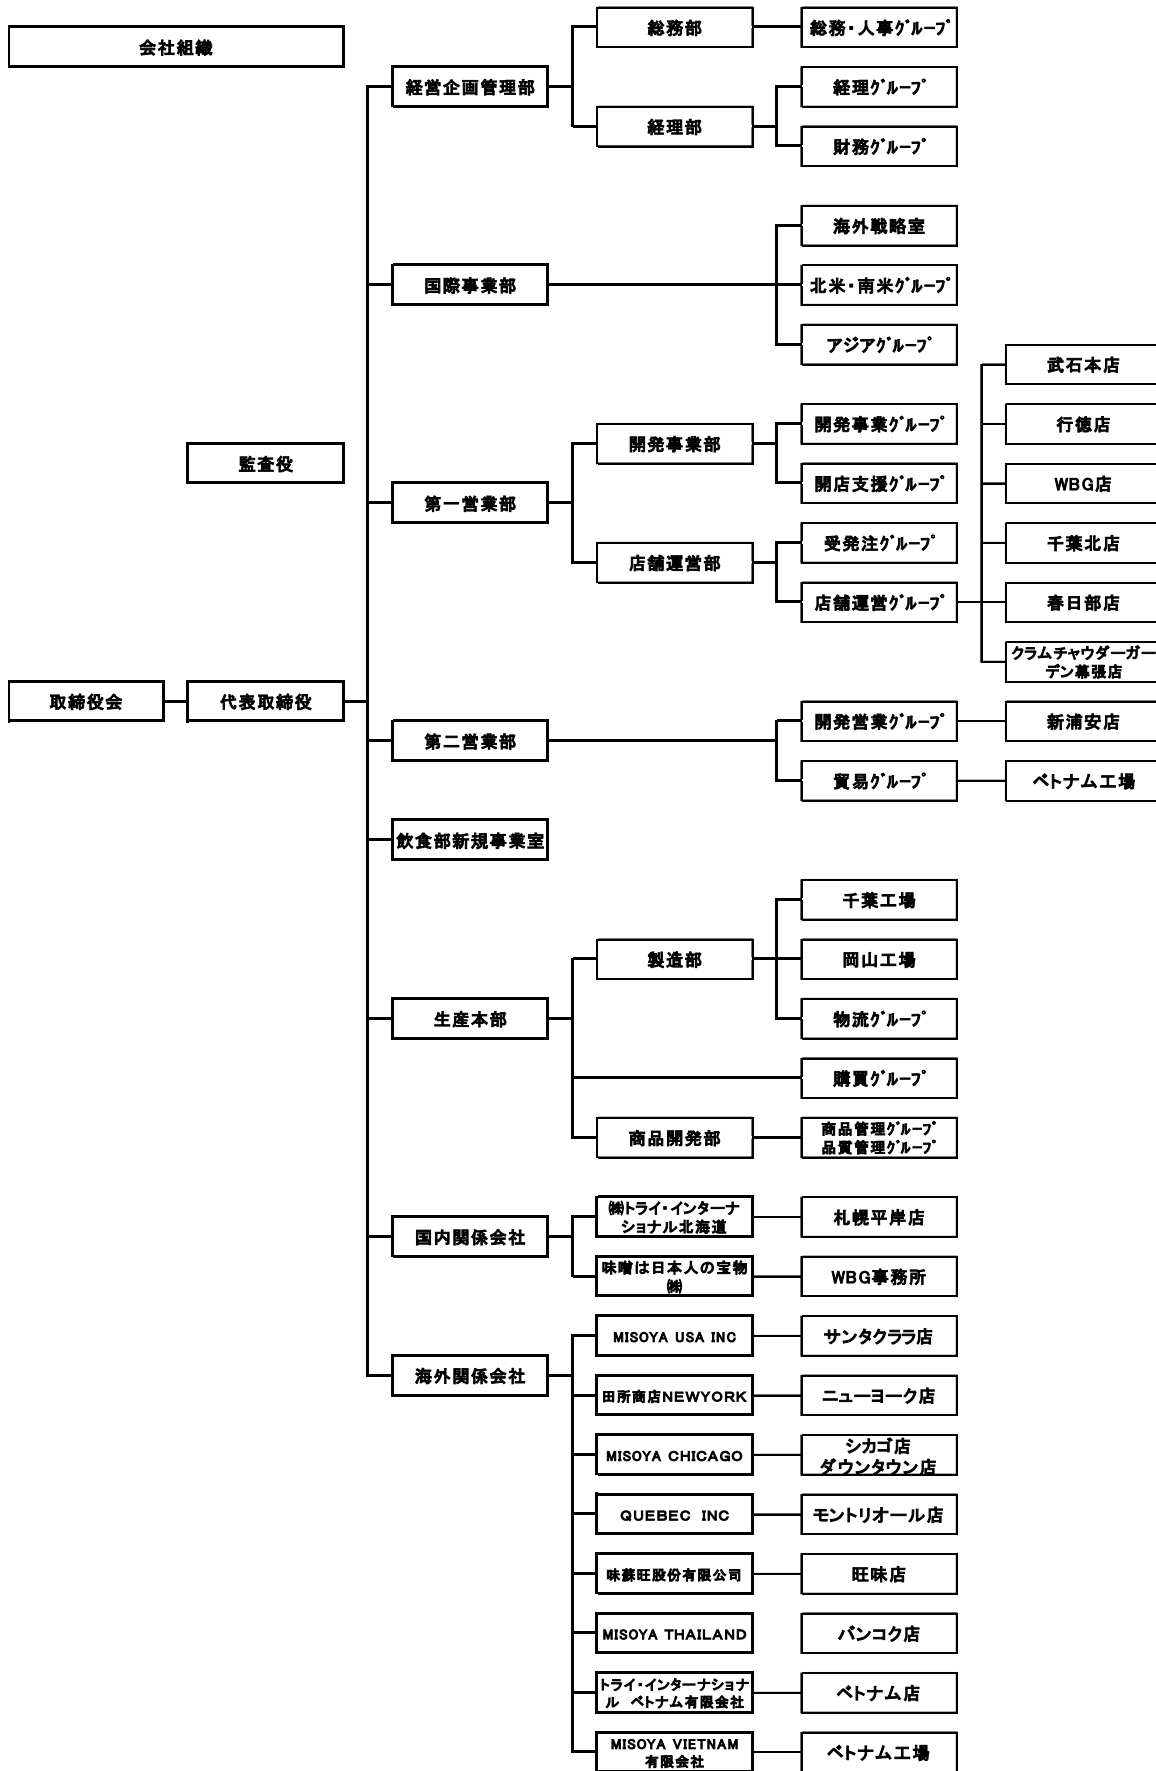 会社組織
総務部
総務・人事ｸﾞﾙｰﾌﾟ
経営企画管理部
経理ｸﾞﾙｰﾌﾟ
経理部
財務ｸﾞﾙｰﾌﾟ
海外戦略室
国際事業部
北米・南米ｸﾞﾙｰﾌﾟ
アジアｸﾞﾙｰﾌﾟ
武石本店
開発事業部
開発事業ｸﾞﾙｰﾌﾟ
行徳店
監査役
開店支援ｸﾞﾙｰﾌﾟ
WBG店
第一営業部
受発注ｸﾞﾙｰﾌﾟ
千葉北店
店舗運営部
店舗運営ｸﾞﾙｰﾌﾟ
春日部店
クラムチャウダーガー
デン幕張店
取締役会
代表取締役
第二営業部
開発営業ｸﾞﾙｰﾌﾟ
新浦安店
貿易ｸﾞﾙｰﾌﾟ
ベトナム工場
飲食部新規事業室
千葉工場
製造部
岡山工場
生産本部
物流ｸﾞﾙｰﾌﾟ
購買ｸﾞﾙｰﾌﾟ
商品開発部
商品管理ｸﾞﾙｰﾌﾟ
品質管理ｸﾞﾙｰﾌﾟ
㈱トライ・インターナ
ショナル北海道
札幌平岸店
国内関係会社
味噌は日本人の宝物
㈱
WBG事務所
MISOYA USA INC
サンタクララ店
海外関係会社
田所商店NEWYORK
ニューヨーク店
MISOYA CHICAGO
シカゴ店
ダウンタウン店
QUEBEC INC
モントリオール店
味蘇旺股份有限公司
旺味店
MISOYA THAILAND
バンコク店
トライ・インターナショナ
ル ベトナム有限会社
ベトナム店
MISOYA VIETNAM
有限会社
ベトナム工場